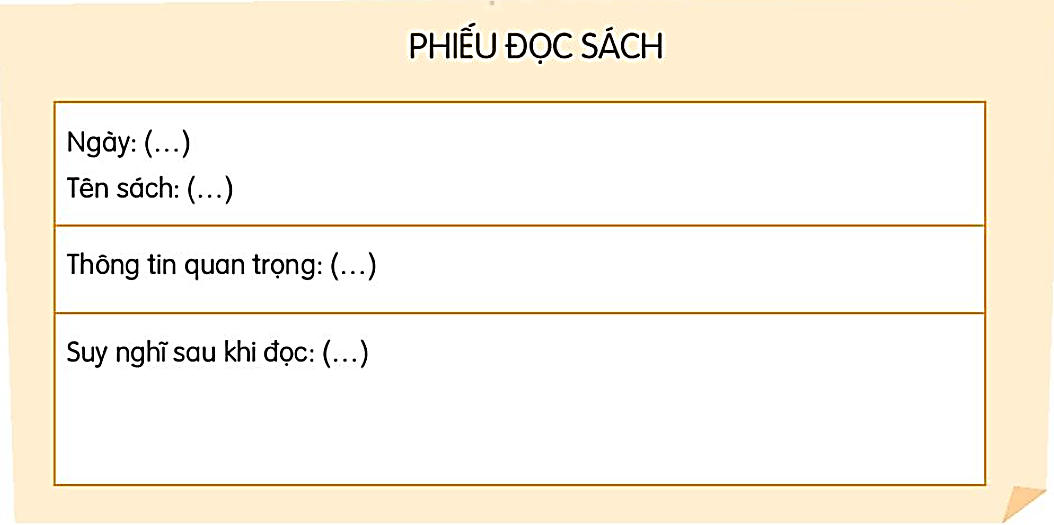 PHIẾU ĐỌC SÁCH
Ngày: (...)
Tên sách: (...)
Thông tin quan trọng: (...)
Suy nghĩ sau khi đọc: (...)